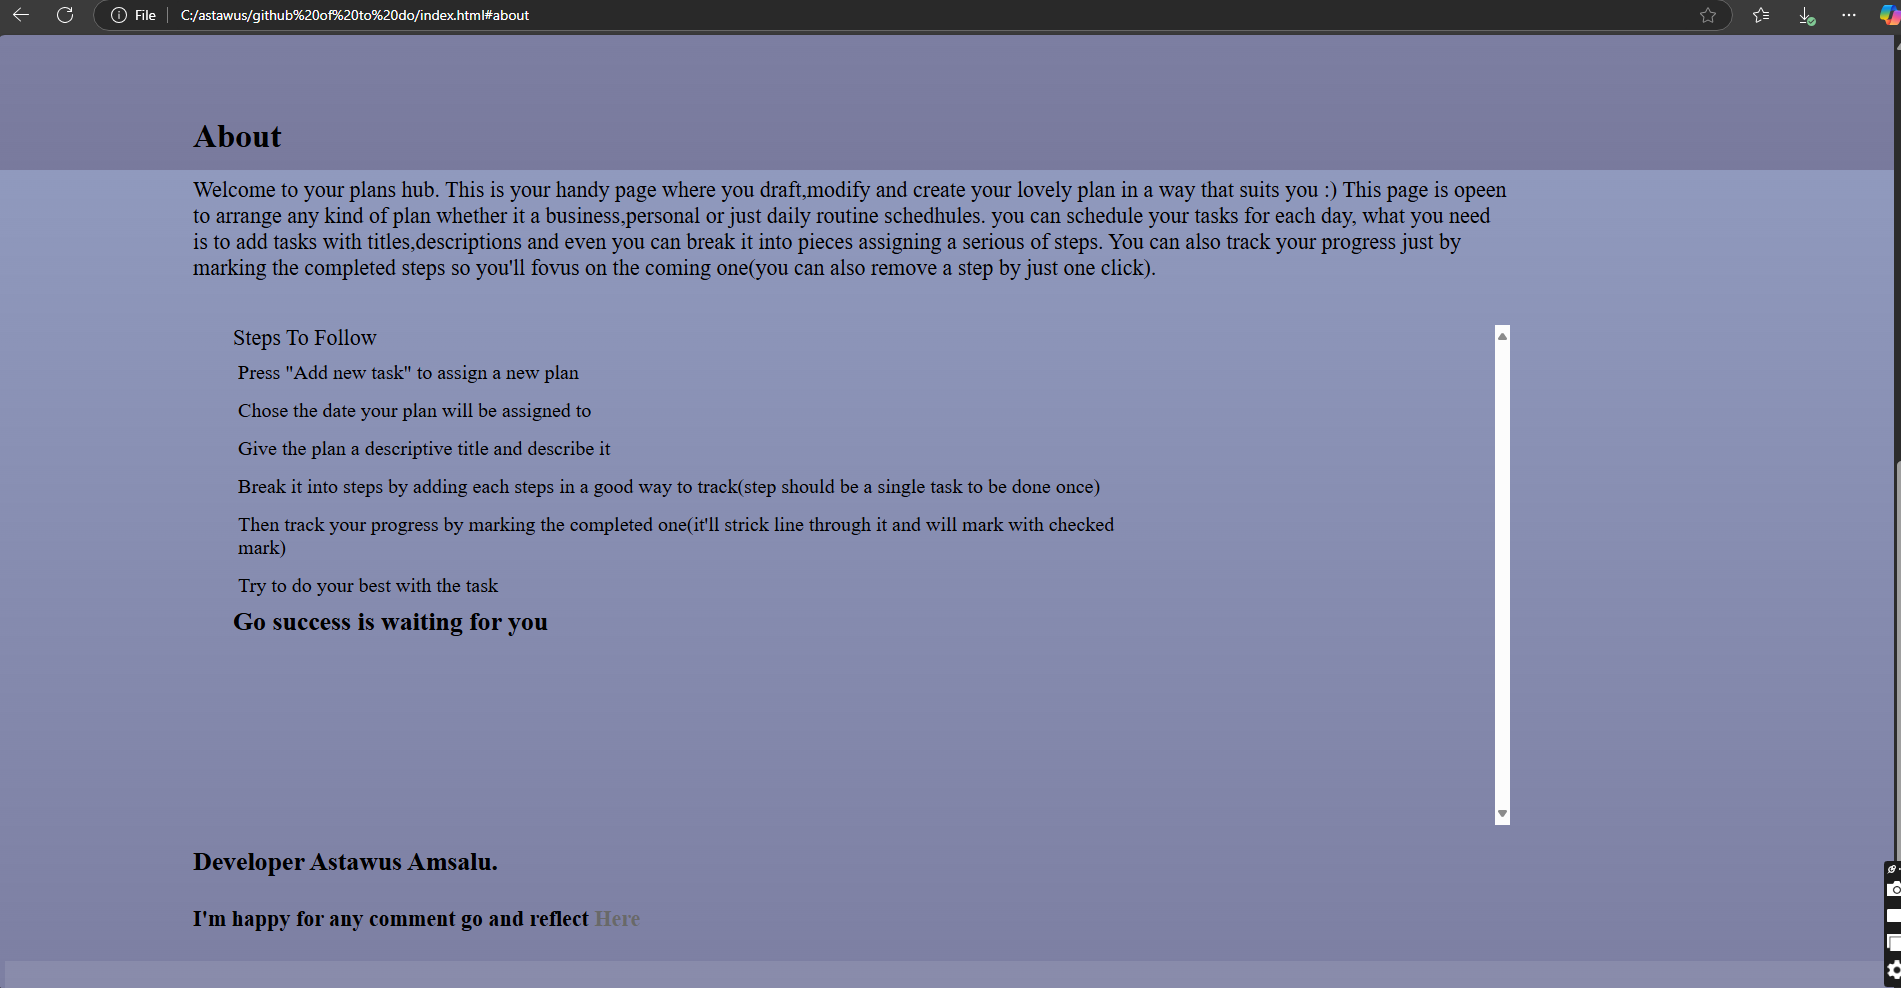 File C:/astawus/github%20of%20to%20do/index.html#about
About
Welcome to your plans hub. This is your handy page where you draft,modify and create your lovely plan in a way that suits you :) This page is opeen
to arrange any kind of plan whether it a business,personal or just daily routine schedhules. you can schedule your tasks for each day, what you need
is to add tasks with titles,descriptions and even you can break it into pieces assigning a serious of steps. You can also track your progress just by
marking the completed steps so you'll fovus on the coming one(you can also remove a step by just one click).
Steps To Follow
Press "Add new task" to assign a new plan
Chose the date your plan will be assigned to
Give the plan a descriptive title and describe it
Break it into steps by adding each steps in a good way to track(step should be a single task to be done once)
Then track your progress by marking the completed one(it'll strick line through it and will mark with checked
mark)
Try to do your best with the task
Go success is waiting for you
Developer Astawus Amsalu.
I'm happy for any comment go and reflect Here